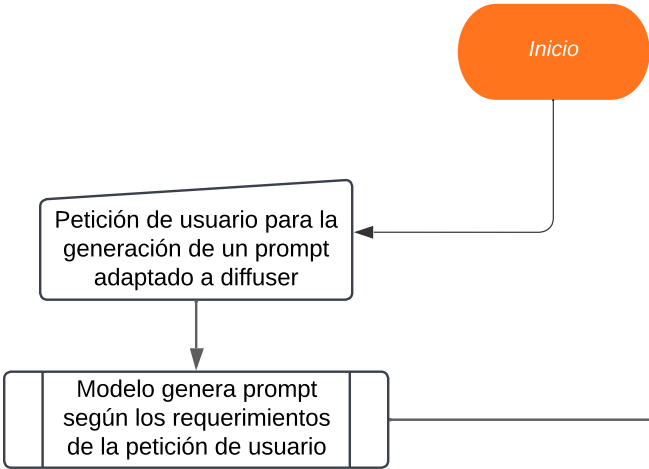 Inicio
Petición de usuario para la
generación de un prompt
adaptado a diffuser
Modelo genera prompt
según los requerimientos
de la petición de usuario